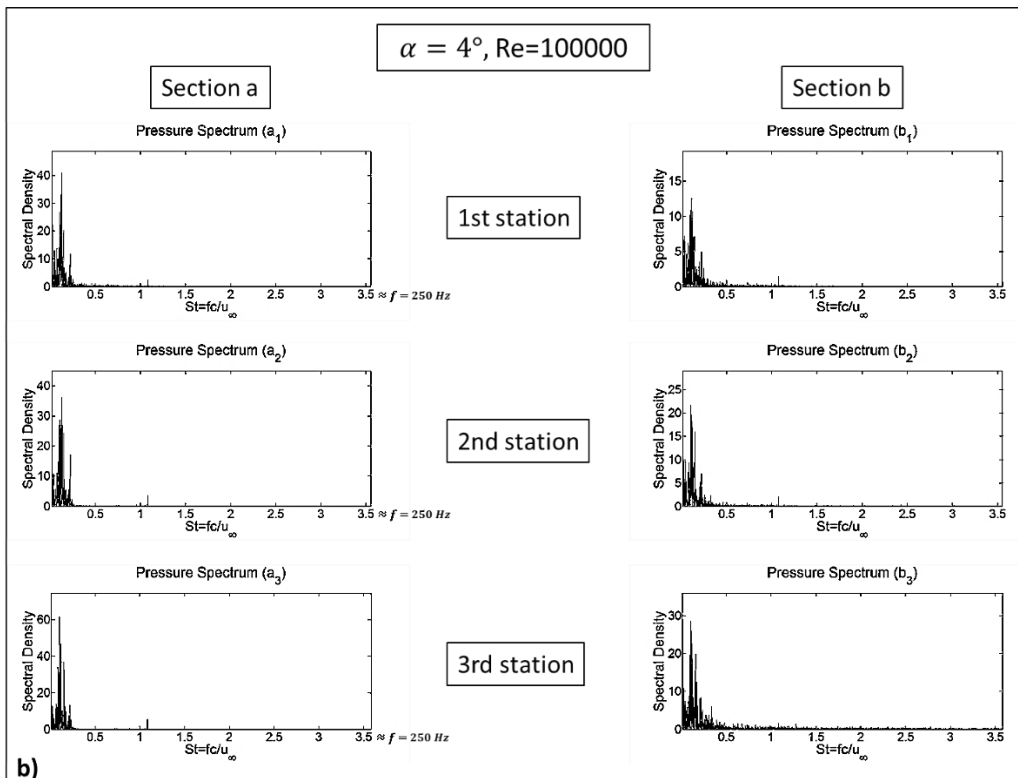 α = 4°, Re=100000
Section a
Section b
Pressure Spectrum (a1)
Spectral Density
40
30
20
10
0
0.5 1 1.5 2 2.5 3 3.5
≈ f = 250 Hz
St=fc/u∞
1st station
Pressure Spectrum (b1)
Spectral Density
15
10
5
0
0.5 1 1.5 2 2.5 3 3.5
St=fc/u∞
Pressure Spectrum (a2)
Spectral Density
40
30
20
10
0
0.5 1 1.5 2 2.5 3 3.5
≈ f = 250 Hz
St=fc/u∞
2nd station
Pressure Spectrum (b2)
Spectral Density
25
20
15
10
5
0
0.5 1 1.5 2 2.5 3 3.5
St=fc/u∞
Pressure Spectrum (a3)
Spectral Density
60
40
20
0
0.5 1 1.5 2 2.5 3 3.5
≈ f = 250 Hz
St=fc/u∞
3rd station
Pressure Spectrum (b3)
Spectral Density
30
20
10
0
0.5 1 1.5 2 2.5 3 3.5
St=fc/u∞
b)